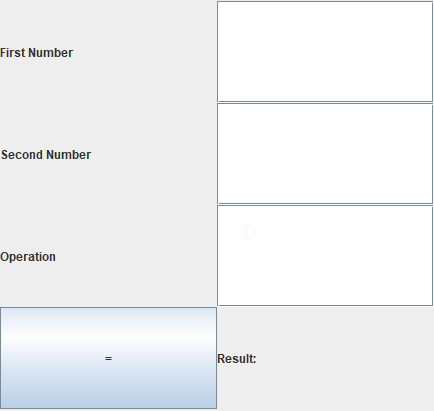 First Number
Second Number
Operation
=
Result: